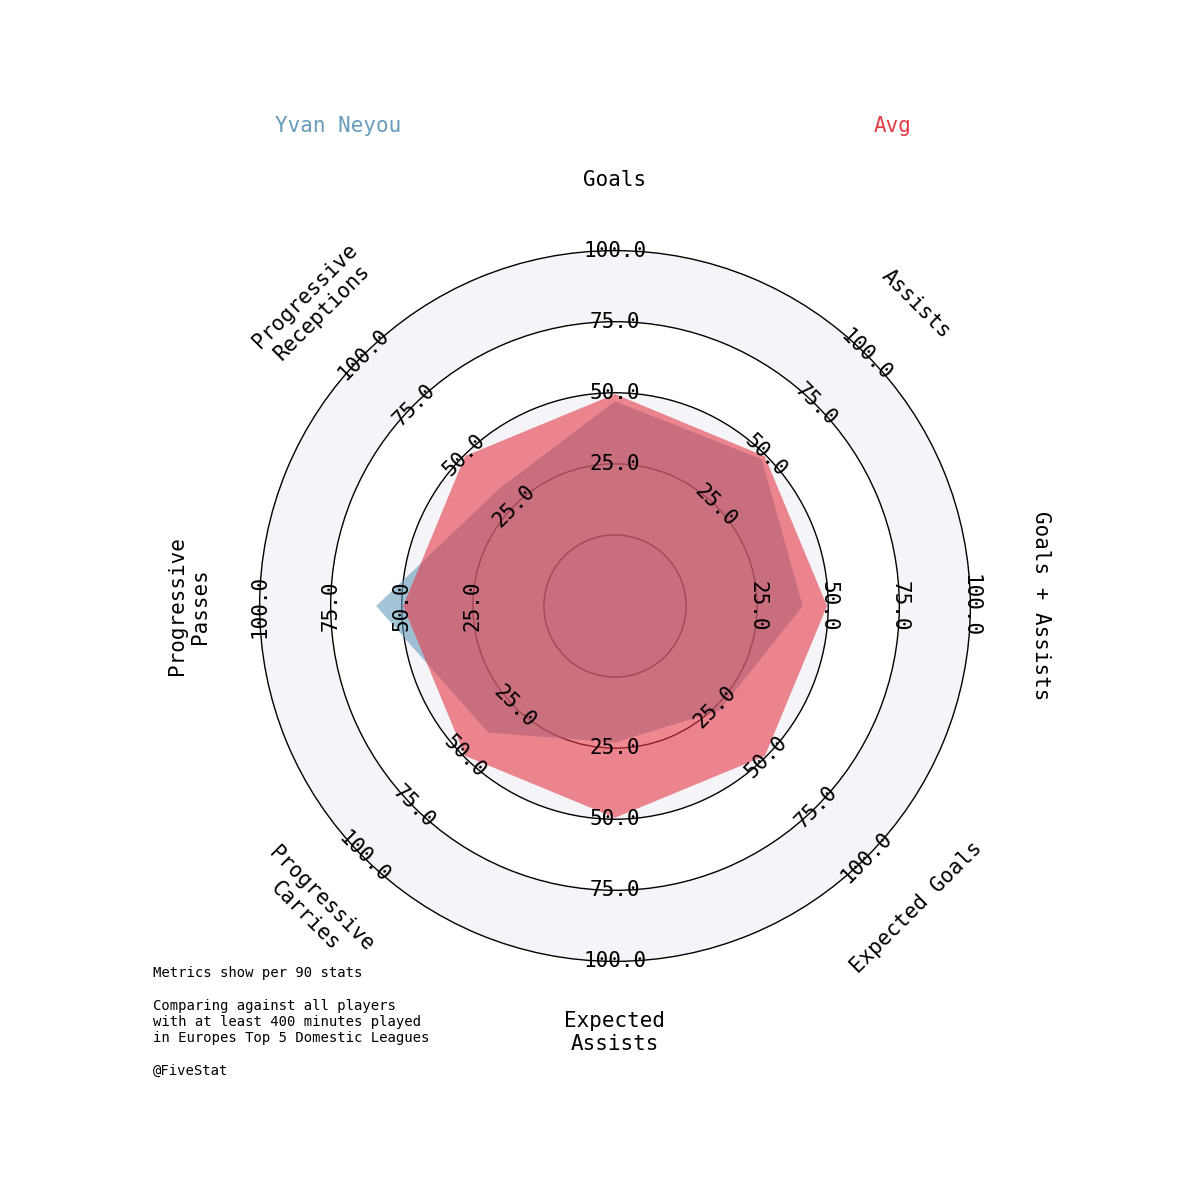 Yvan Neyou
Avg
Goals
Assists
Goals + Assists
Expected Goals
Expected
Assists
Progressive
Carries
Progressive
Passes
Progressive
Receptions
25.0
50.0
75.0
100.0
25.0
50.0
75.0
100.0
25.0
50.0
75.0
100.0
25.0
50.0
75.0
100.0
25.0
50.0
75.0
100.0
25.0
50.0
75.0
100.0
25.0
50.0
75.0
100.0
25.0
50.0
75.0
100.0
Metrics show per 90 stats
Comparing against all players
with at least 400 minutes played
in Europes Top 5 Domestic Leagues
@FiveStat